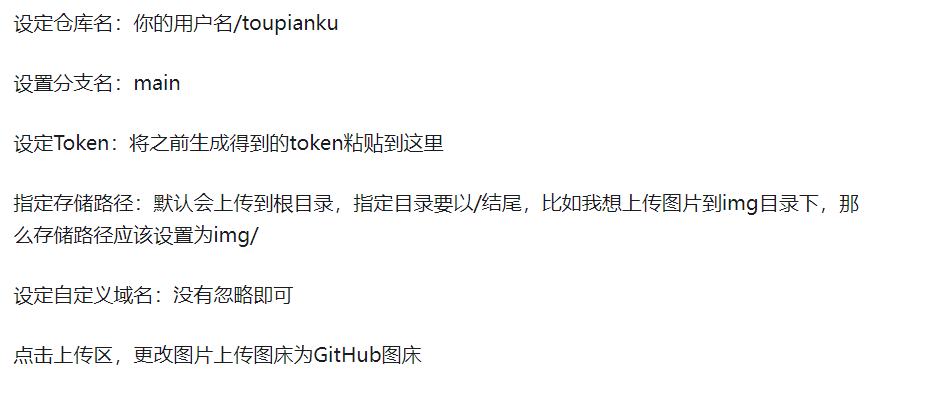 设定仓库名：你的用户名/toupianku
设置分支名：main
设定Token：将之前生成得到的token粘贴到这里
指定存储路径：默认会上传到根目录，指定目录要以/结尾，比如我想上传图片到img目录下，那
么存储路径应该设置为img/
设定自定义域名：没有忽略即可
点击上传区，更改图片上传图床为GitHub图床